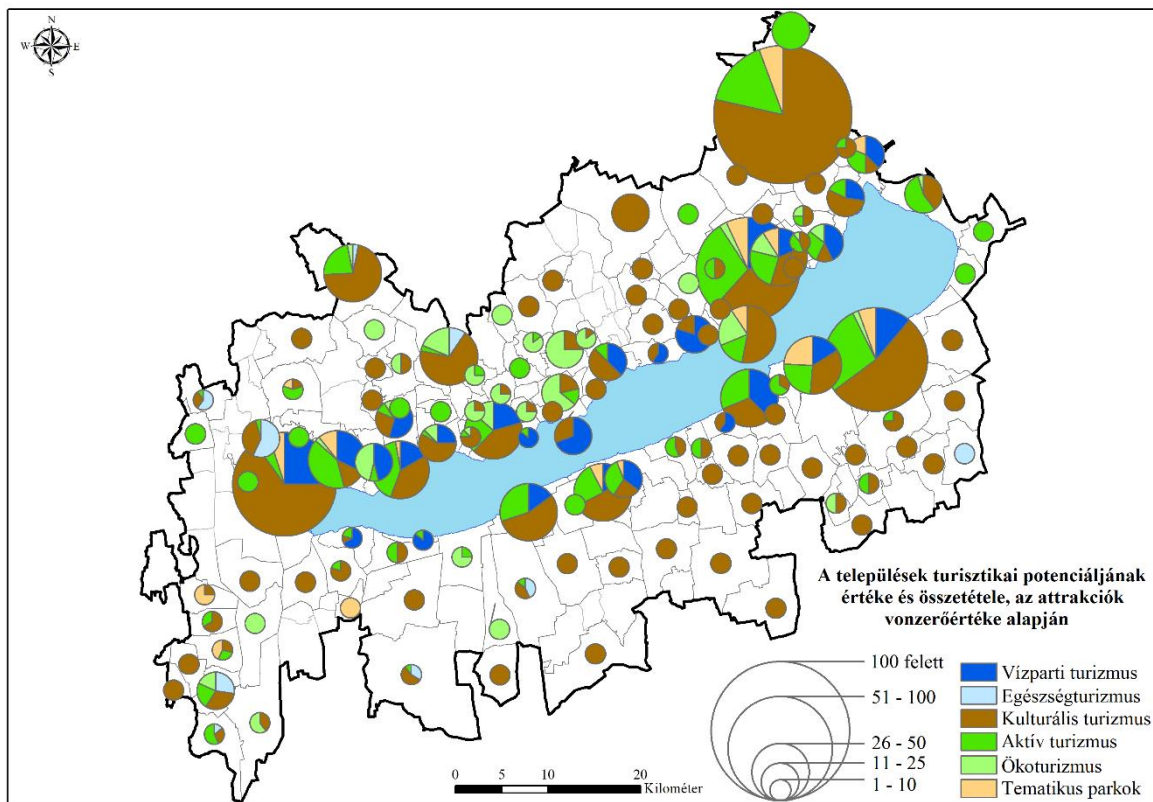 N
W E
S
A települések turisztikai potenciáljának
értéke és összetétele, az attrakciók
vonzerőértéke alapján
100 felett
51 - 100
26 - 50
11 - 25
1 - 10
Vízparti turizmus
Egészségturizmus
Kulturális turizmus
Aktív turizmus
Ökoturizmus
Tematikus parkok
0 5 10 20
Kilométer